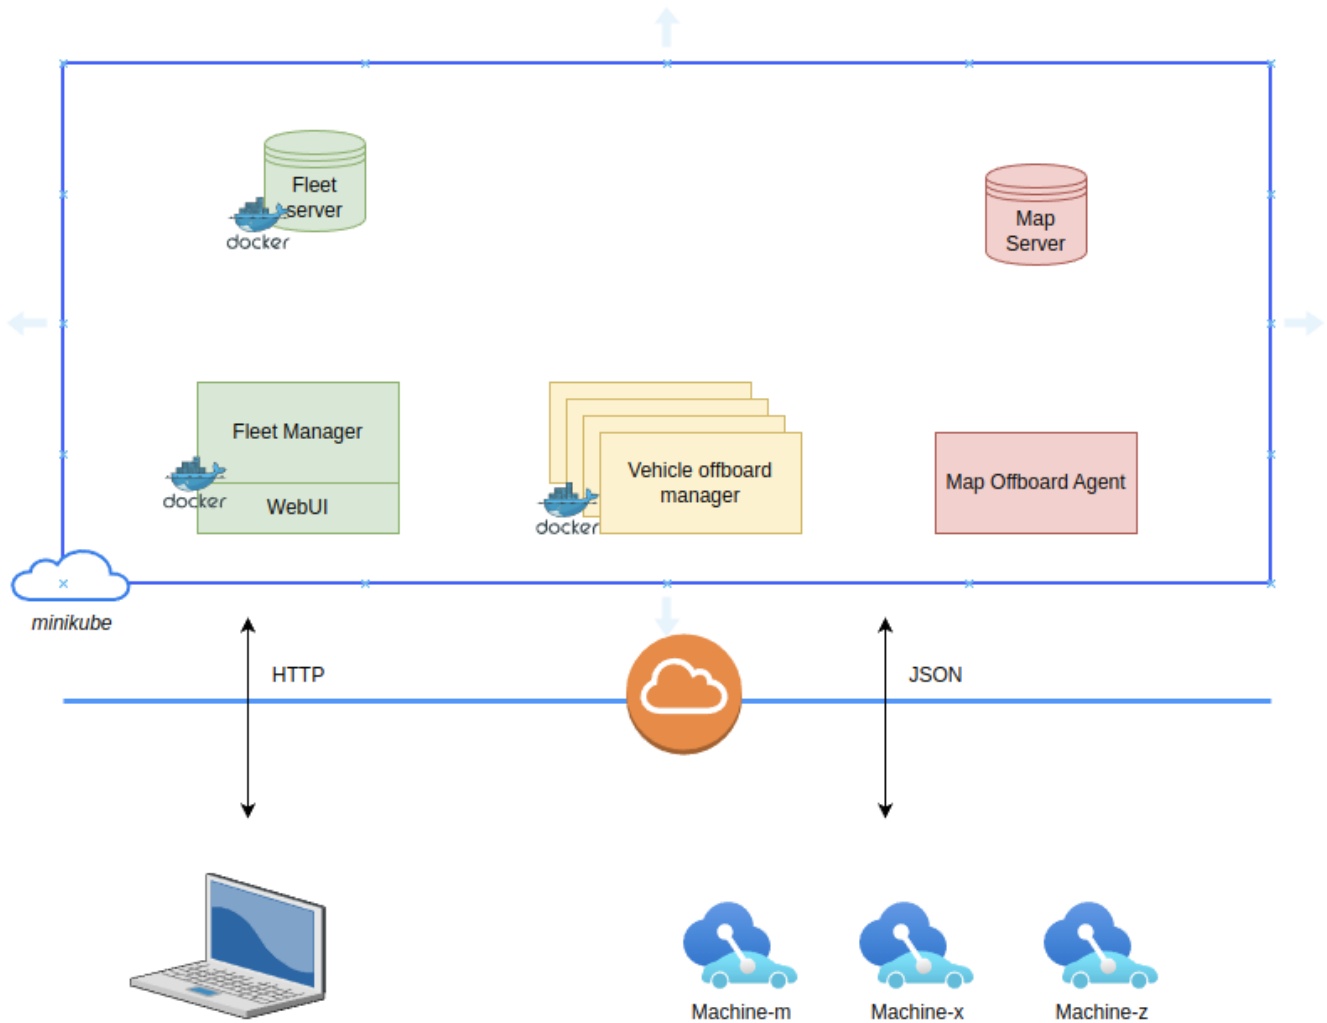 Fleet
server
docker
Map
Server
Fleet Manager
docker
WebUI
Vehicle offboard
manager
docker
Map Offboard Agent
minikube
HTTP
JSON
Machine-m
Machine-x
Machine-z